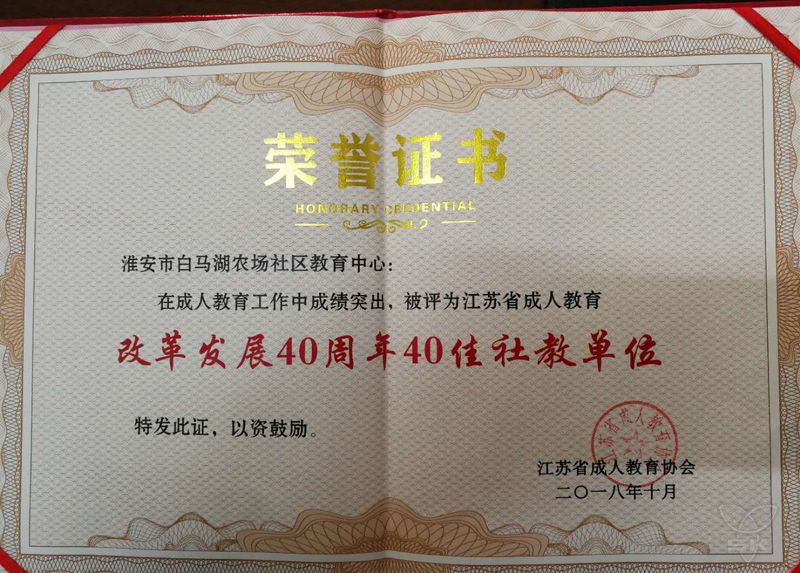 荣誉证书
HONORARY CREDENTIAL
淮安市白马湖农场社区教育中心：
在成人教育工作中成绩突出，被评为江苏省成人教育
改革发展40周年40佳社教单位
特发此证，以资鼓励。
江苏省成人教育协会
二〇一八年十月